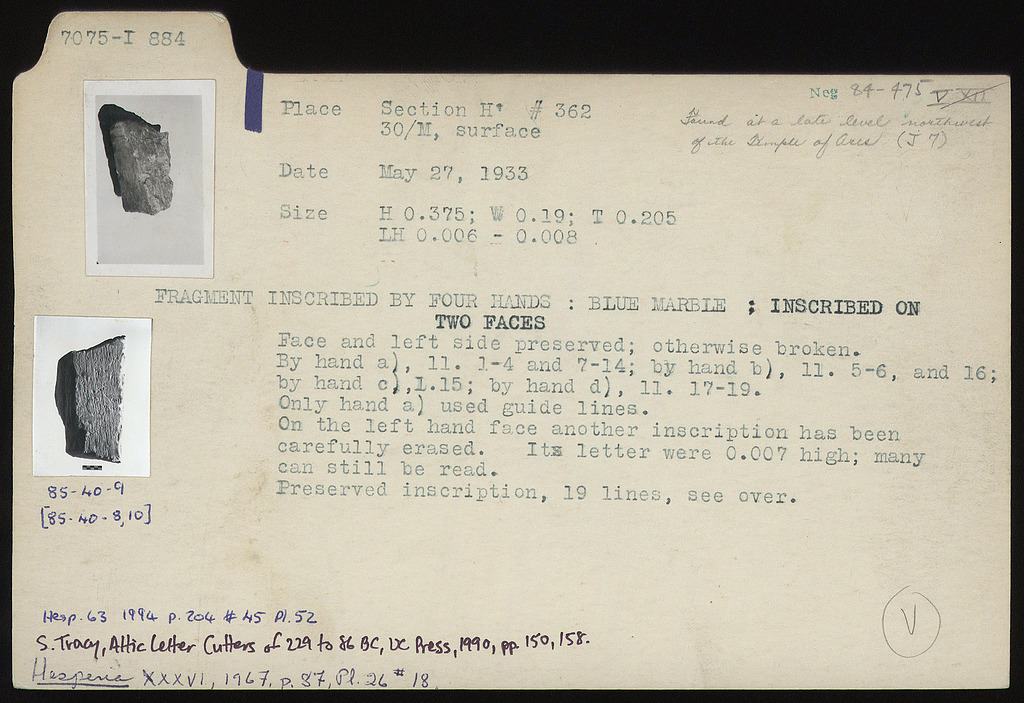 7075-I 884
Neg 84-475 V XII
Place Section H' # 362
30/M, surface
Found at a late level northwest
of the Temple of Ares (J 7)
Date May 27, 1933
Size H 0.375; W 0.19; T 0.205
LH 0.006 - 0.008
FRAGMENT INSCRIBED BY FOUR HANDS : BLUE MARBLE ; INSCRIBED ON
TWO FACES
Face and left side preserved; otherwise broken.
By hand a), ll. 1-4 and 7-14; by hand b), ll. 5-6, and 16;
by hand c),L.15; by hand d), ll. 17-19.
Only hand a) used guide lines.
On the left hand face another inscription has been
carefully erased. Its letter were 0.007 high; many
can still be read.
Preserved inscription, 19 lines, see over.
85-40-9
[85-40-8,10]
Hesp. 63 1994 p. 204 # 45 Pl. 52
S. Tracy, Attic Letter Cutters of 229 to 86 BC, UC Press, 1990, pp. 150, 158.
Hesperia XXXVI, 1967, p. 87, Pl. 26 # 18.
V